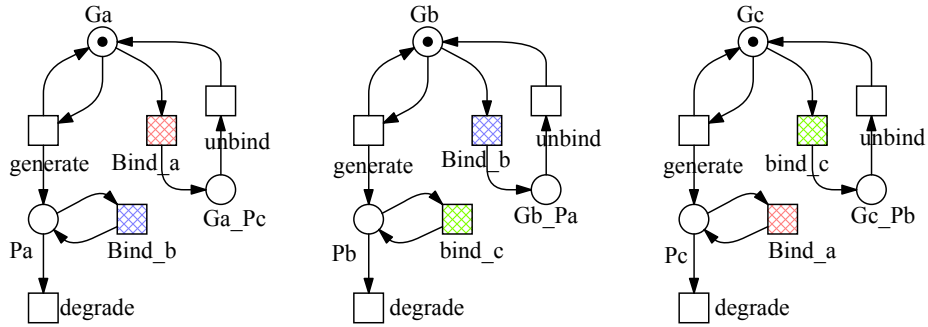 Ga
Gb
Gc
generate
Bind_a
unbind
generate
Bind_b
unbind
generate
bind_c
unbind
Ga_Pc
Gb_Pa
Gc_Pb
Pa
Bind_b
Pb
bind_c
Pc
Bind_a
degrade
degrade
degrade